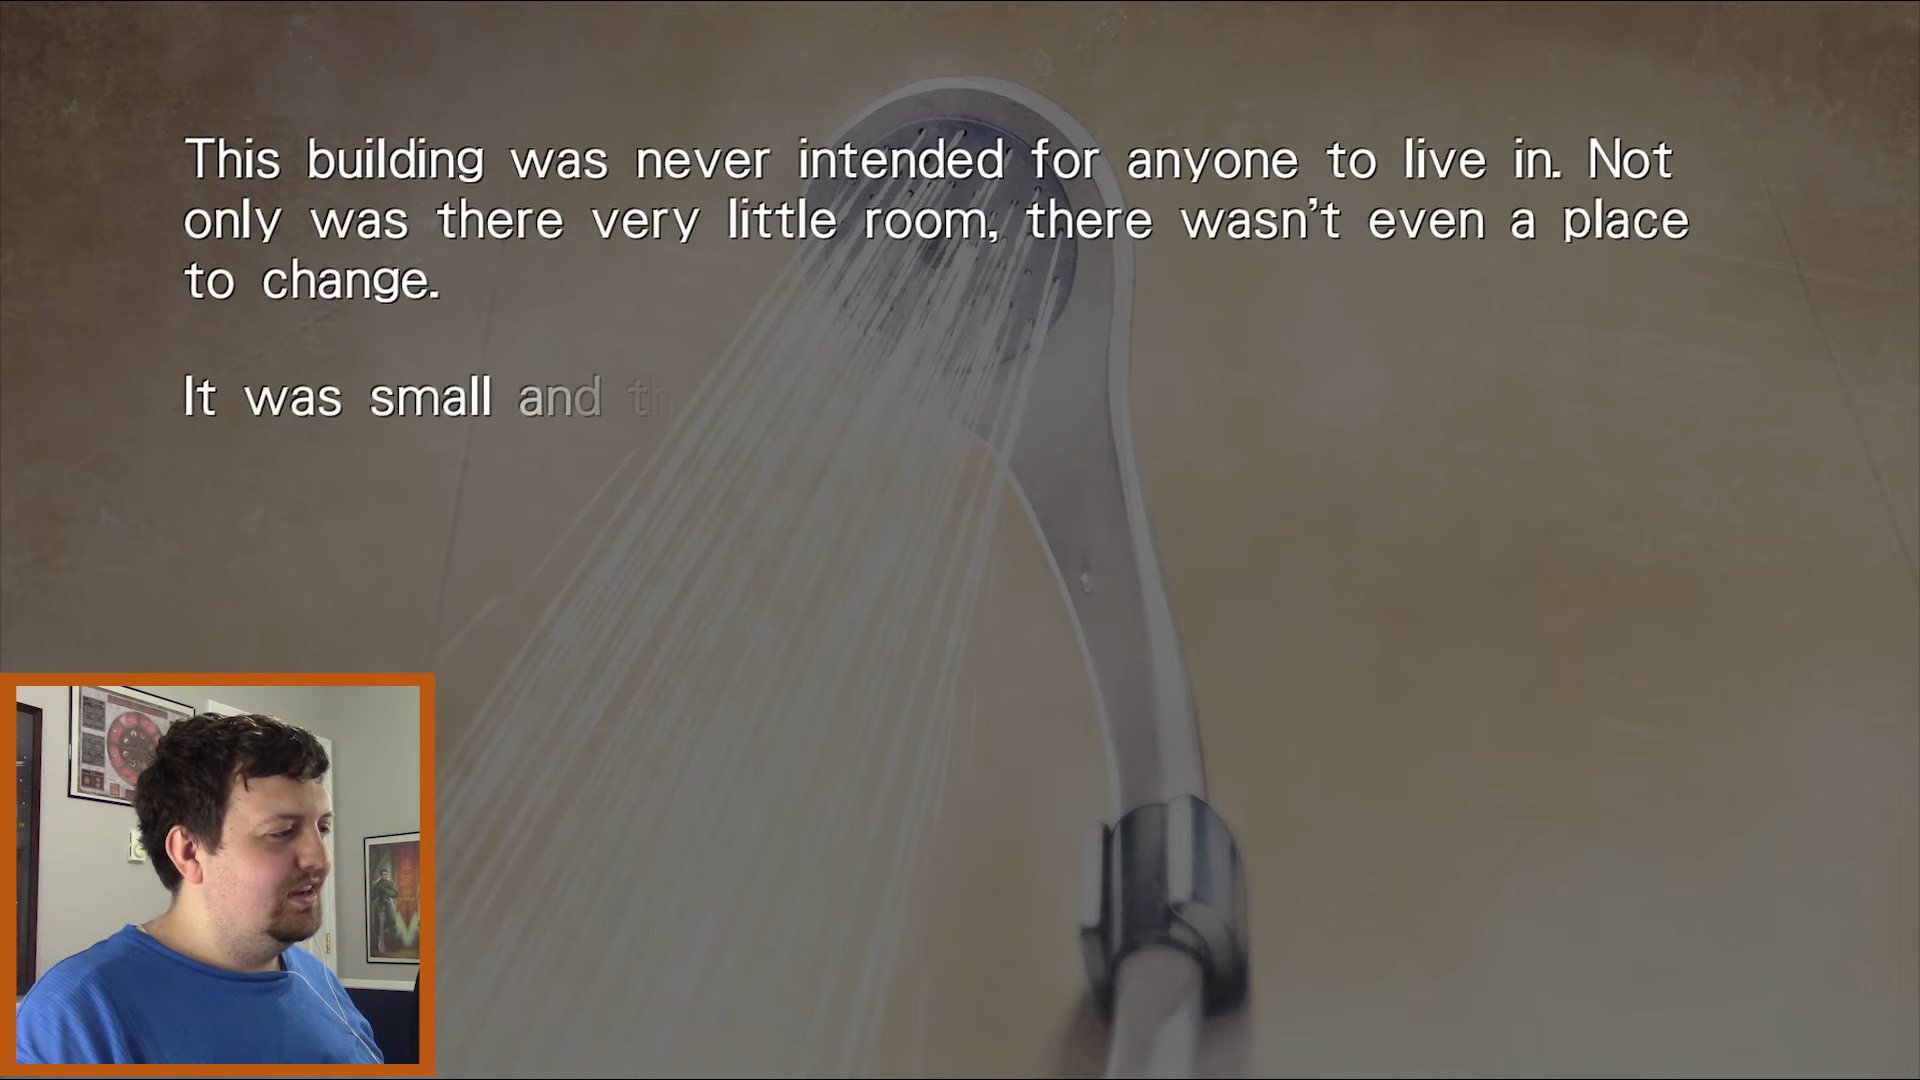 This building was never intended for anyone to live in. Not
only was there very little room, there wasn't even a place
to change.
It was small and